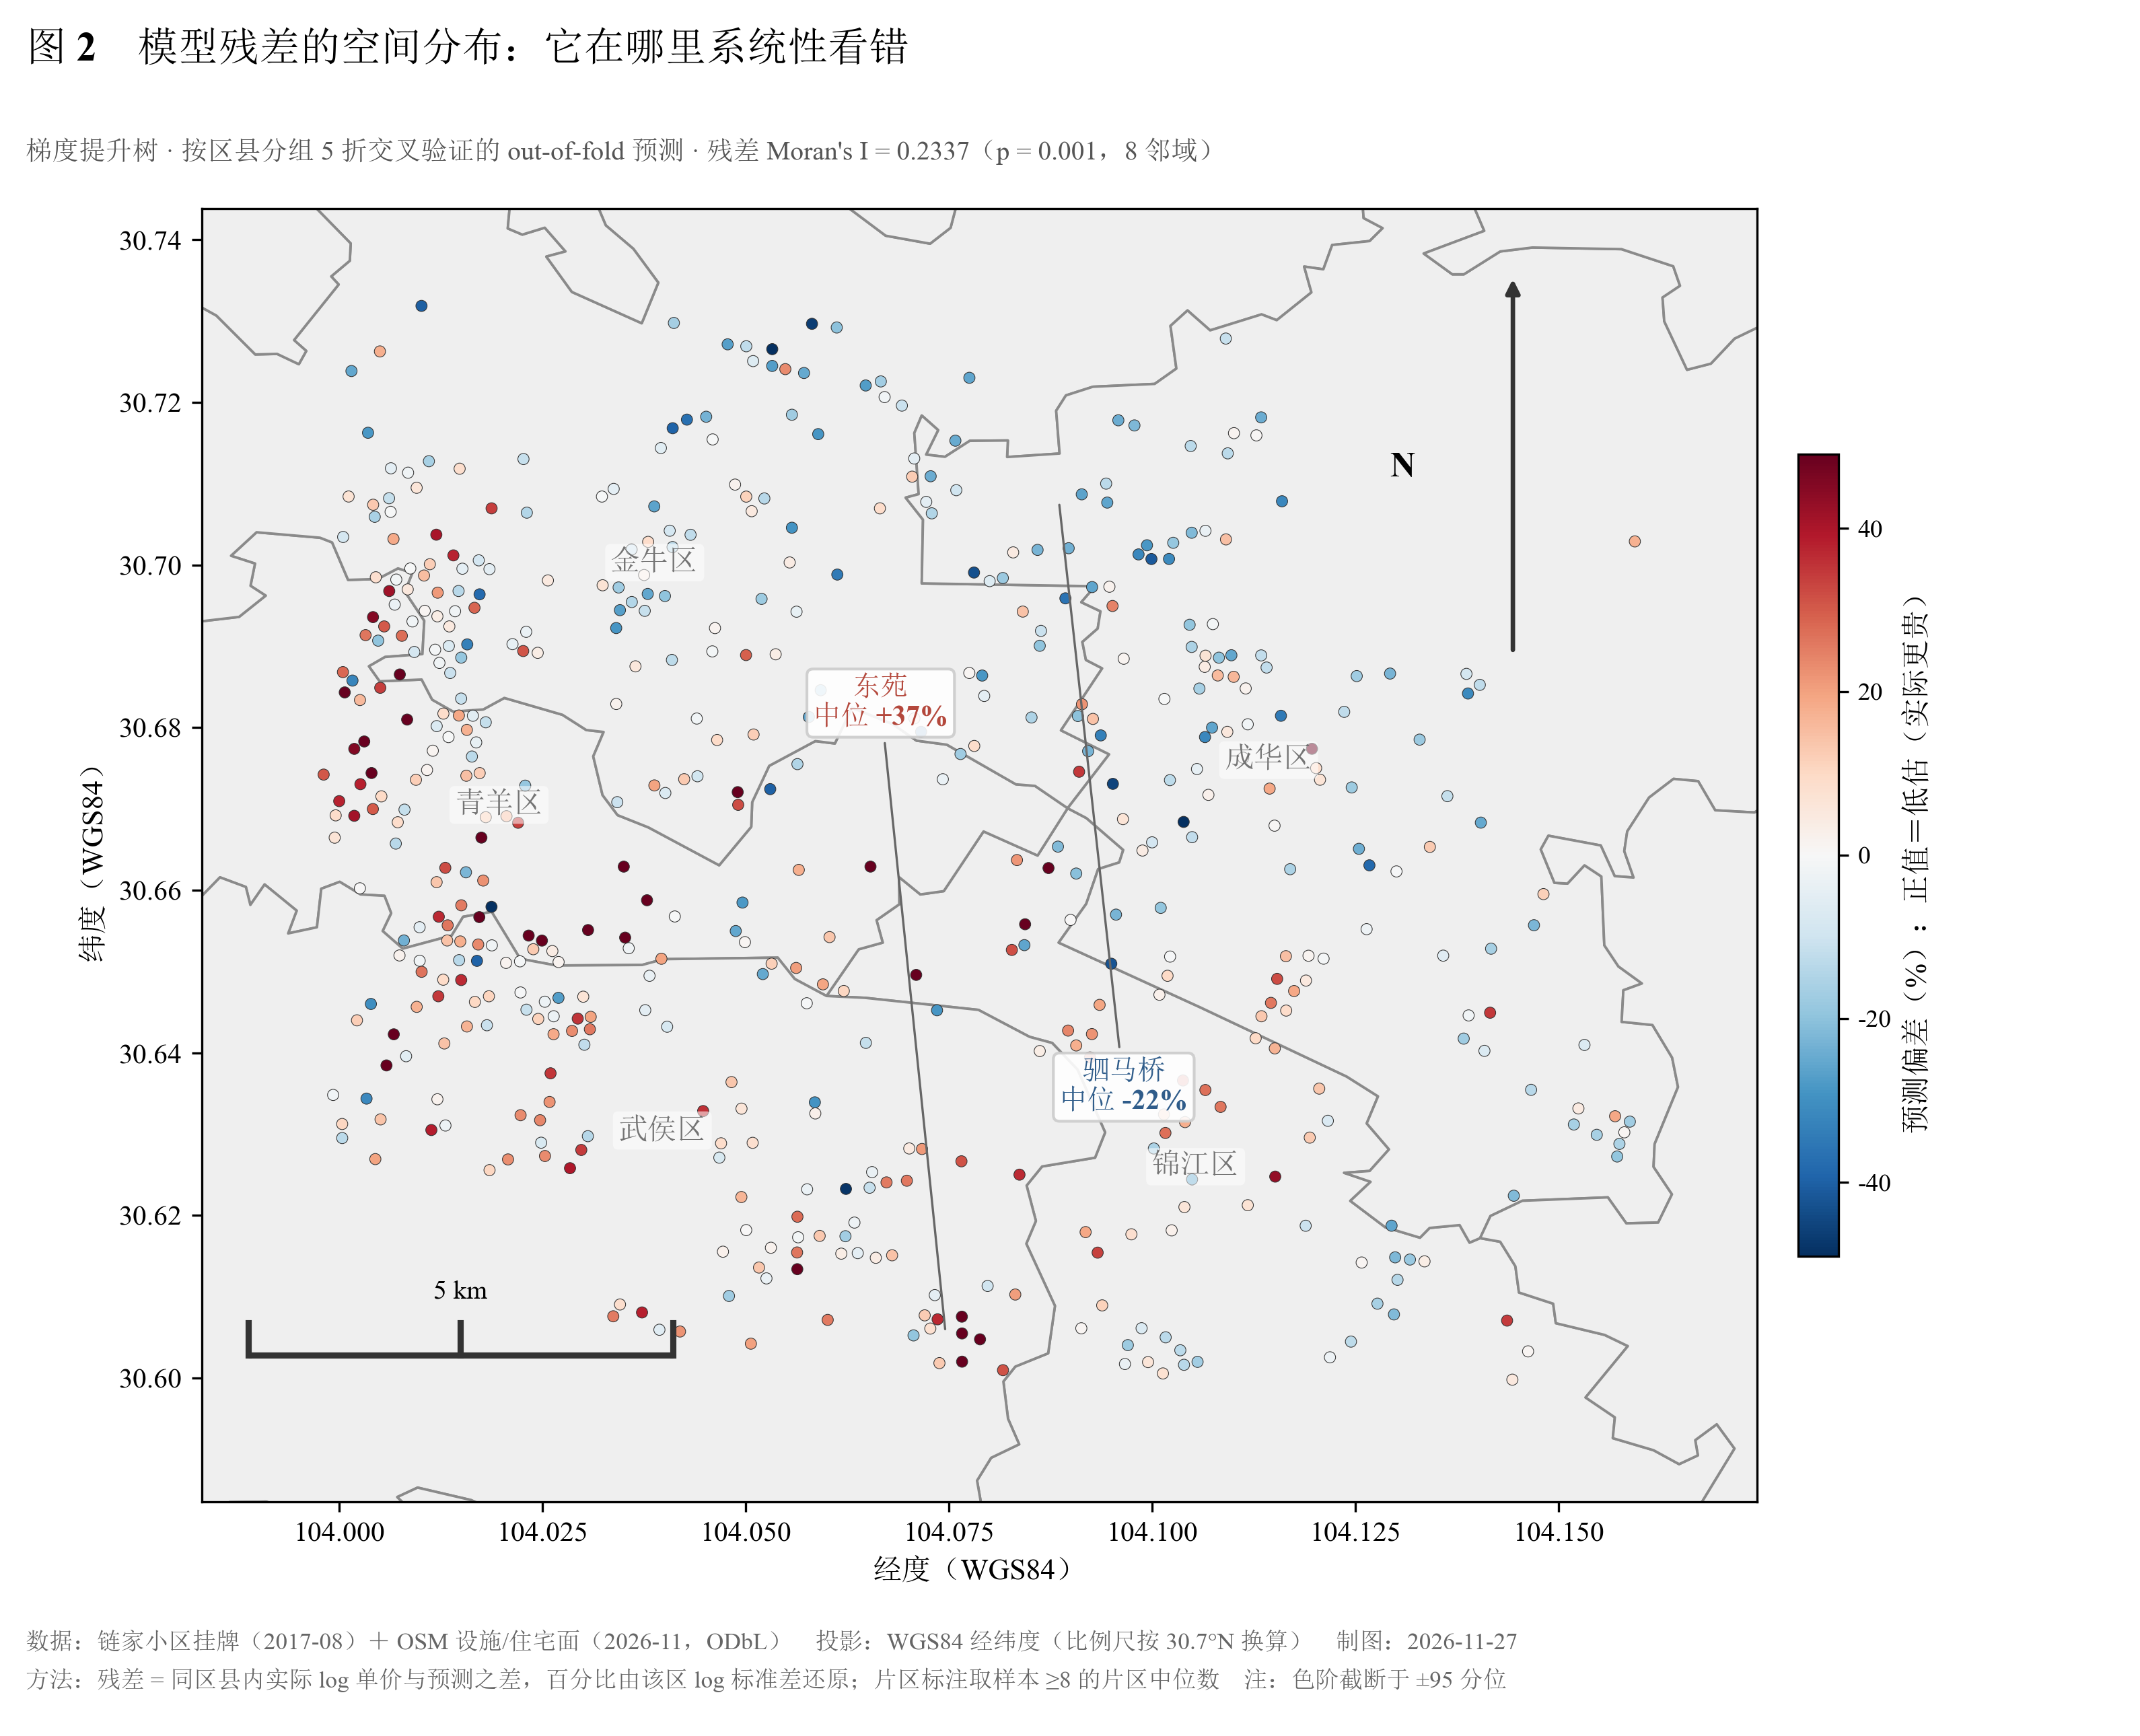 图 2 模型残差的空间分布：它在哪里系统性看错
梯度提升树 · 按区县分组 5 折交叉验证的 out-of-fold 预测 · 残差 Moran's I = 0.2337（p = 0.001，8 邻域）
30.74
30.72
30.70
30.68
30.66
30.64
30.62
30.60
纬度（WGS84）
N
金牛区
东苑
中位 +37%
成华区
青羊区
驷马桥
中位 -22%
武侯区
锦江区
5 km
40
20
0
-20
-40
预测偏差（%）：正值＝低估（实际更贵）
104.000
104.025
104.050
104.075
104.100
104.125
104.150
经度（WGS84）
数据：链家小区挂牌（2017-08）＋ OSM 设施/住宅面（2026-11，ODbL） 投影：WGS84 经纬度（比例尺按 30.7°N 换算） 制图：2026-11-27
方法：残差 = 同区县内实际 log 单价与预测之差，百分比由该区 log 标准差还原；片区标注取样本 ≥8 的片区中位数 注：色阶截断于 ±95 分位